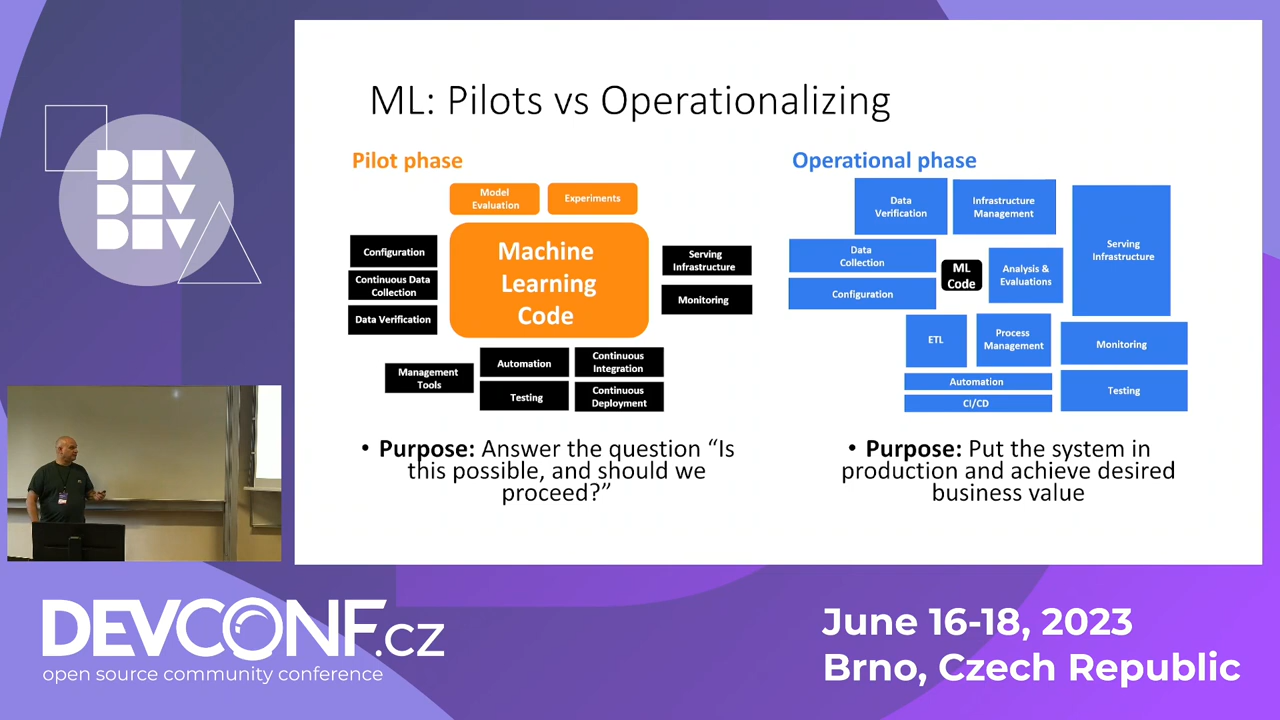 DEV
DEV
DEV
ML: Pilots vs Operationalizing
Pilot phase
Model
Evaluation
Experiments
Configuration
Continuous Data
Collection
Data Verification
Machine
Learning
Code
Serving
Infrastructure
Monitoring
Management
Tools
Automation
Testing
Continuous
Integration
Continuous
Deployment
• Purpose: Answer the question “Is
this possible, and should we
proceed?”
Operational phase
Data
Verification
Infrastructure
Management
Serving
Infrastructure
Data
Collection
Configuration
ML
Code
Analysis &
Evaluations
ETL
Process
Management
Monitoring
Automation
CI/CD
Testing
• Purpose: Put the system in
production and achieve desired
business value
DEVCONF.cz
open source community conference
June 16-18, 2023
Brno, Czech Republic